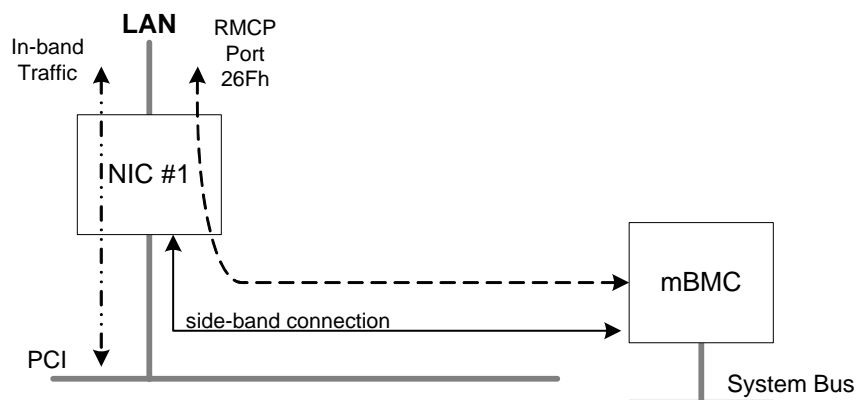 LAN
In-band
Traffic
RMCP
Port
26Fh
NIC #1
mBMC
side-band connection
PCI
System Bus